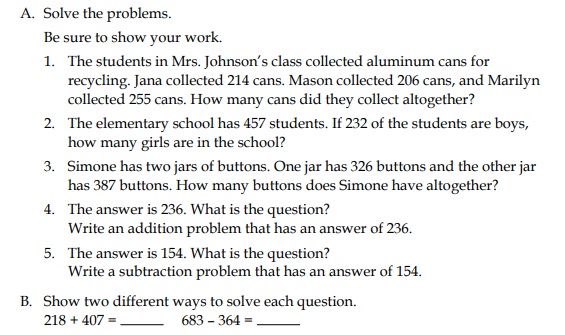 A. Solve the problems.
Be sure to show your work.
1. The students in Mrs. Johnson's class collected aluminum cans for
recycling. Jana collected 214 cans. Mason collected 206 cans, and Marilyn
collected 255 cans. How many cans did they collect altogether?
2. The elementary school has 457 students. If 232 of the students are boys,
how many girls are in the school?
3. Simone has two jars of buttons. One jar has 326 buttons and the other jar
has 387 buttons. How many buttons does Simone have altogether?
4. The answer is 236. What is the question?
Write an addition problem that has an answer of 236.
5. The answer is 154. What is the question?
Write a subtraction problem that has an answer of 154.
B. Show two different ways to solve each question.
218 + 407 = ______ 683 – 364 = ______